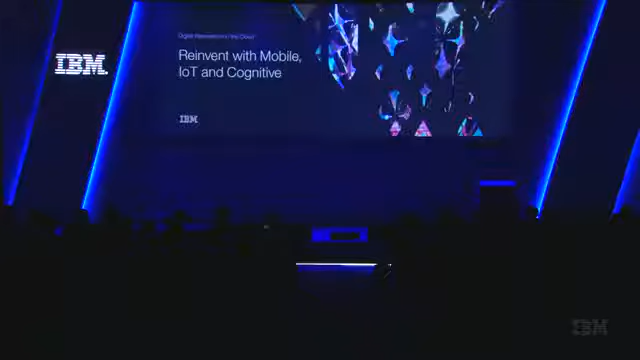 IBM.
Reinvent with Mobile,
IoT and Cognitive
IBM
IBM